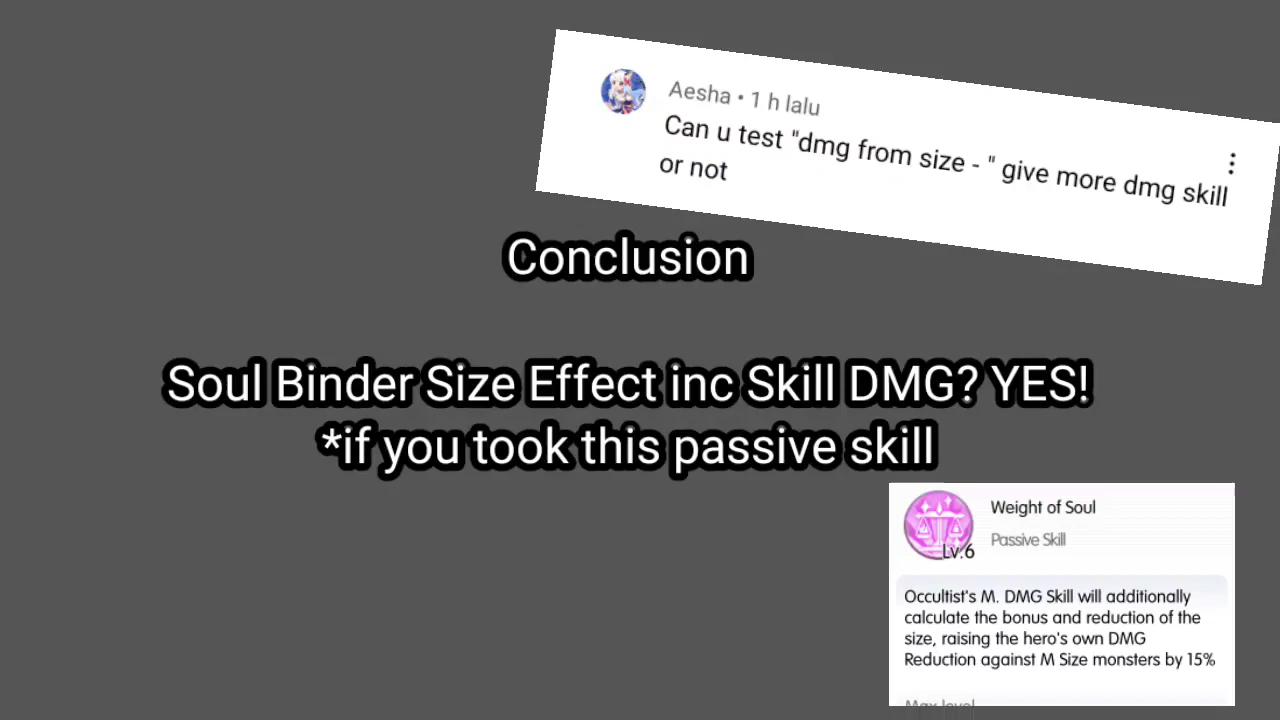 Aesha • 1 h lalu
Can u test "dmg from size - " give more dmg skill
or not
Conclusion
Soul Binder Size Effect inc Skill DMG? YES!
*if you took this passive skill
Weight of Soul
Passive Skill
Lv.6
Occultist's M. DMG Skill will additionally
calculate the bonus and reduction of the
size, raising the hero's own DMG
Reduction against M Size monsters by 15%
Max level